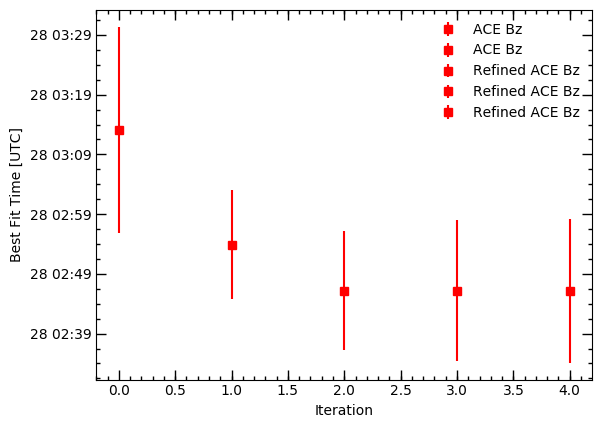 28 03:29
28 03:19
28 03:09
28 02:59
28 02:49
28 02:39
Best Fit Time [UTC]
ACE Bz
ACE Bz
Refined ACE Bz
Refined ACE Bz
Refined ACE Bz
0.0 0.5 1.0 1.5 2.0 2.5 3.0 3.5 4.0
Iteration